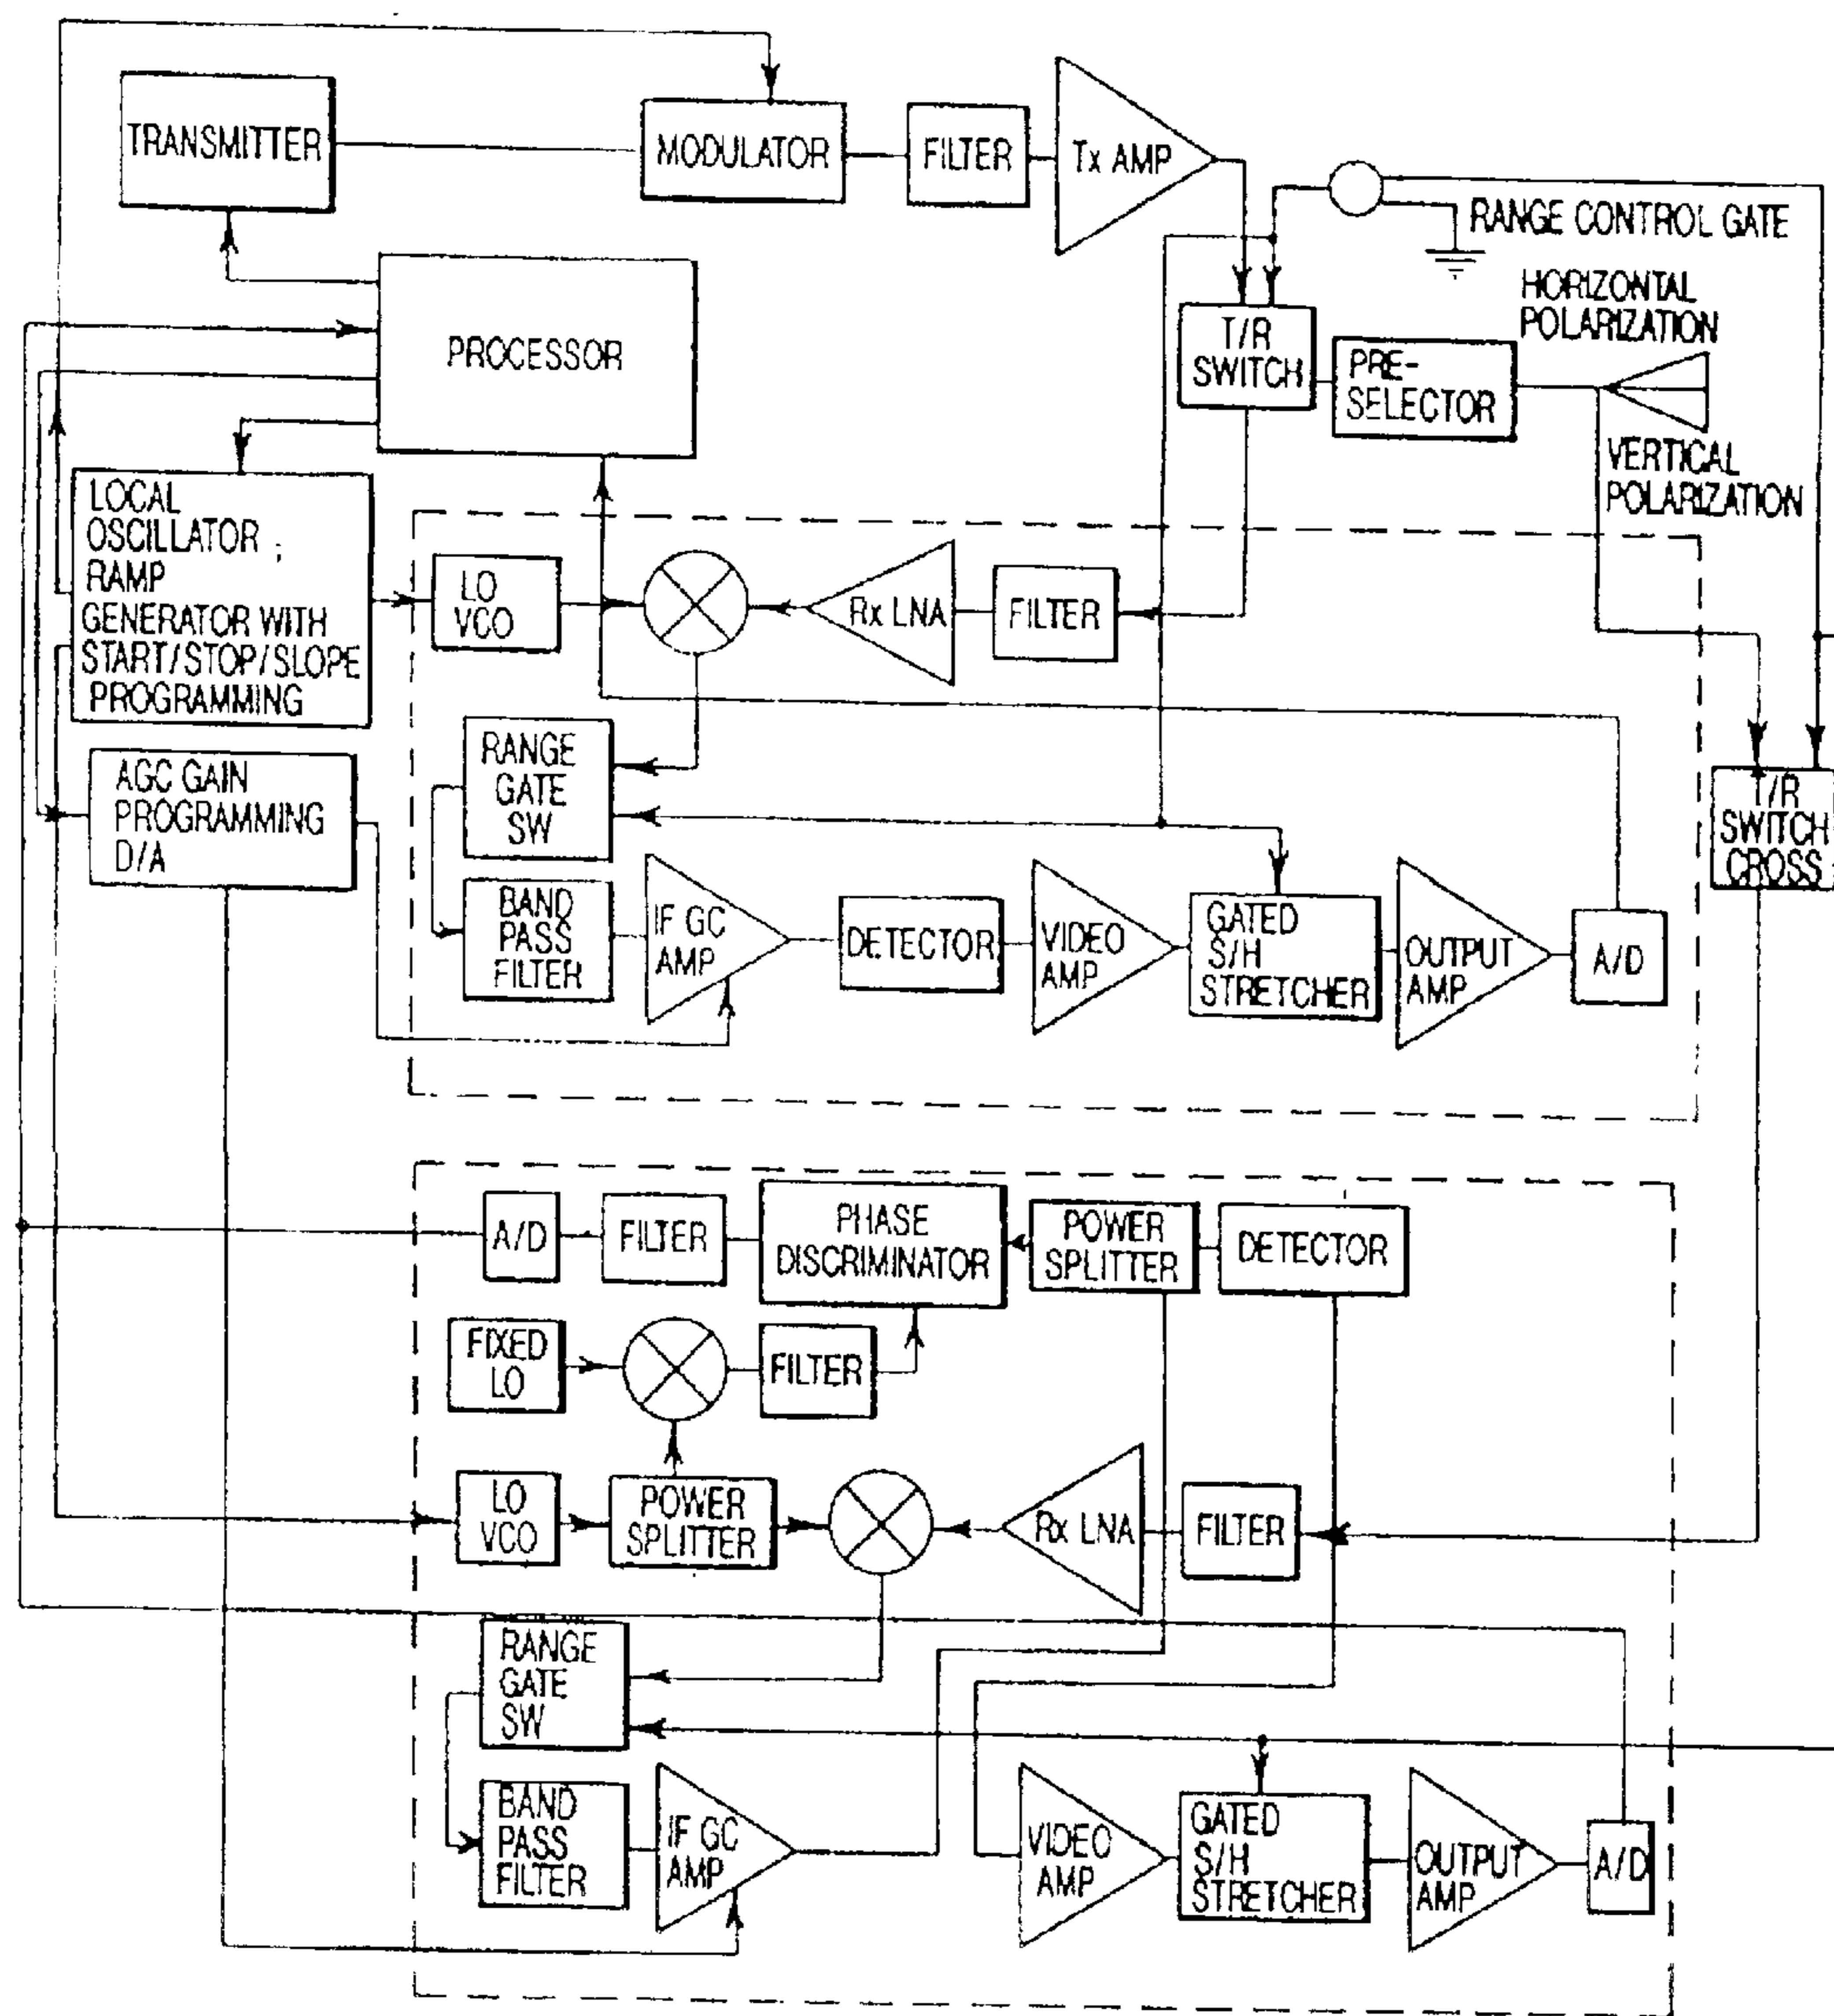 TRANSMITTER
MODULATOR
FILTER
Tx AMP
RANGE CONTROL GATE
HORIZONTAL
POLARIZATION
PROCESSOR
T/R
SWITCH
PRE-
SELECTOR
VERTICAL
POLARIZATION
LOCAL
OSCILLATOR ;
RAMP
GENERATOR WITH
START/STOP/SLOPE
PROGRAMMING
LO
VCO
Rx LNA
FILTER
RANGE
GATE
SW
AGC GAIN
PROGRAMMING
D/A
T/R
SWITCH
CROSS
BAND
PASS
FILTER
IF GC
AMP
DETECTOR
VIDEO
AMP
GATED
S/H
STRETCHER
OUTPUT
AMP
A/D
A/D
FILTER
PHASE
DISCRIMINATOR
POWER
SPLITTER
DETECTOR
FIXED
LO
FILTER
LO
VCO
POWER
SPLITTER
Rx LNA
FILTER
RANGE
GATE
SW
BAND
PASS
FILTER
IF GC
AMP
VIDEO
AMP
GATED
S/H
STRETCHER
OUTPUT
AMP
A/D